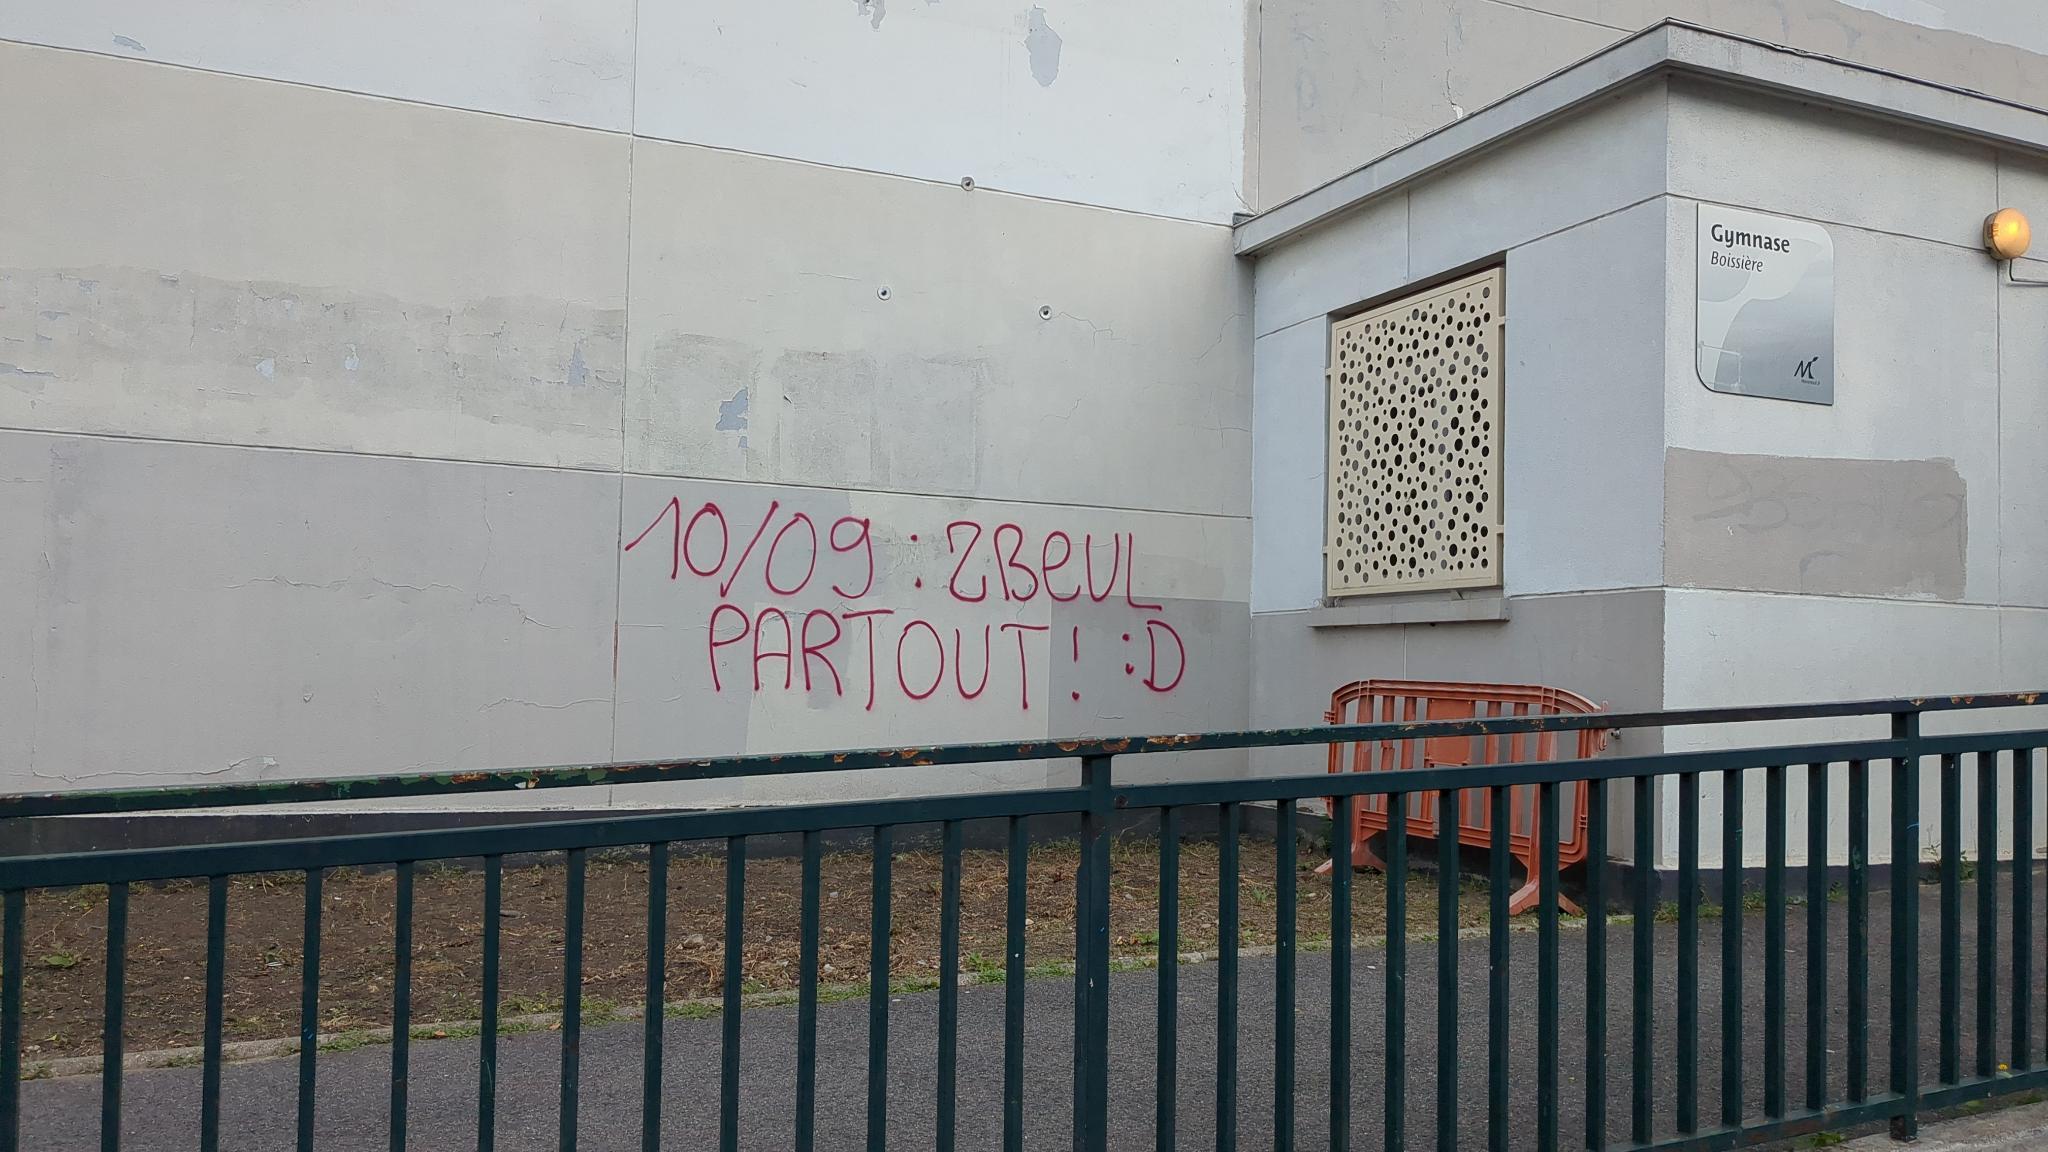 10/09 : ZBEUL
PARTOUT ! :D
Gymnase
Boissière